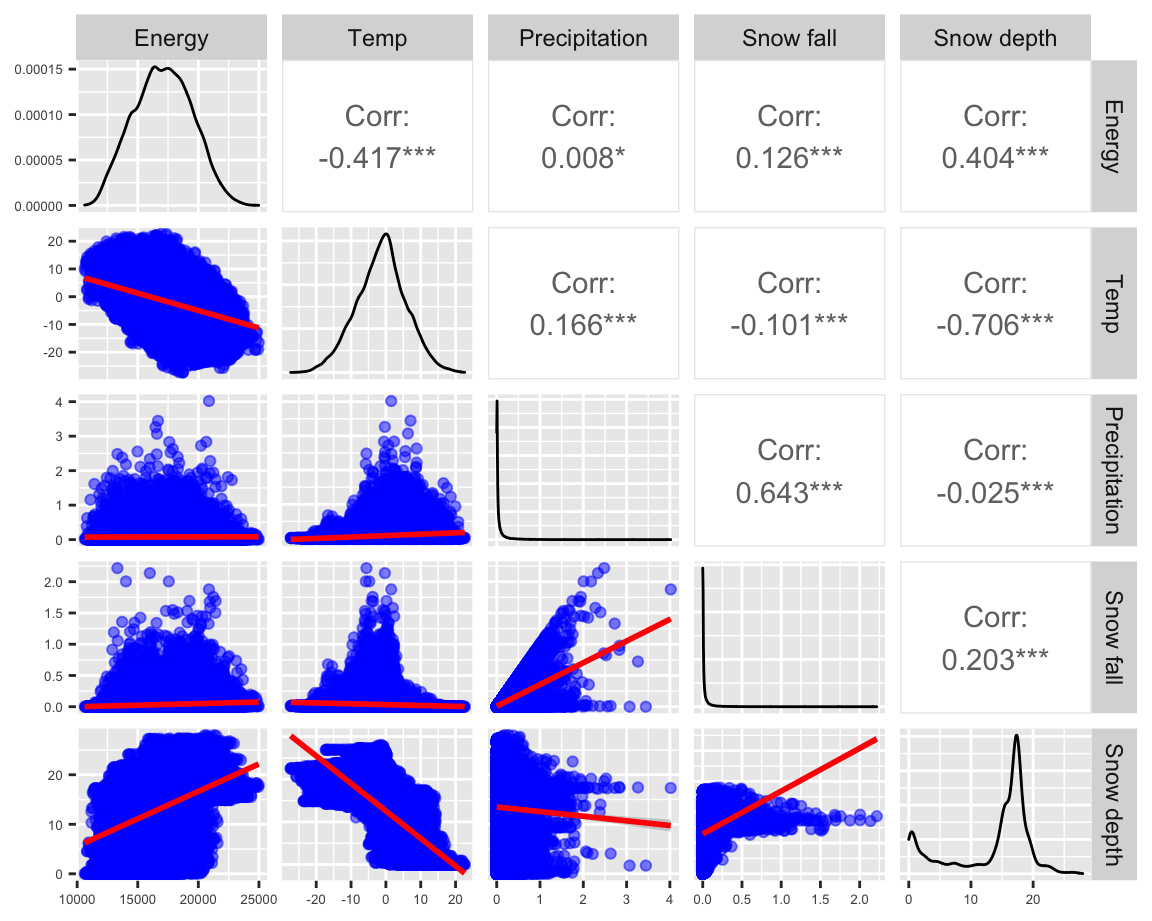 Energy Temp Precipitation Snow fall Snow depth
0.00015
0.00010
0.00005
0.00000
Corr:
-0.417***
Corr:
0.008*
Corr:
0.126***
Corr:
0.404***
Energy
20
10
0
-10
-20
Corr:
0.166***
Corr:
-0.101***
Corr:
-0.706***
Temp
4
3
2
1
0
Corr:
0.643***
Corr:
-0.025***
Precipitation
2.0
1.5
1.0
0.5
0.0
Corr:
0.203***
Snow fall
20
10
0
Snow depth
10000 15000 20000 25000
-20 -10 0 10 20
0 1 2 3 4
0.0 0.5 1.0 1.5 2.0
0 10 20